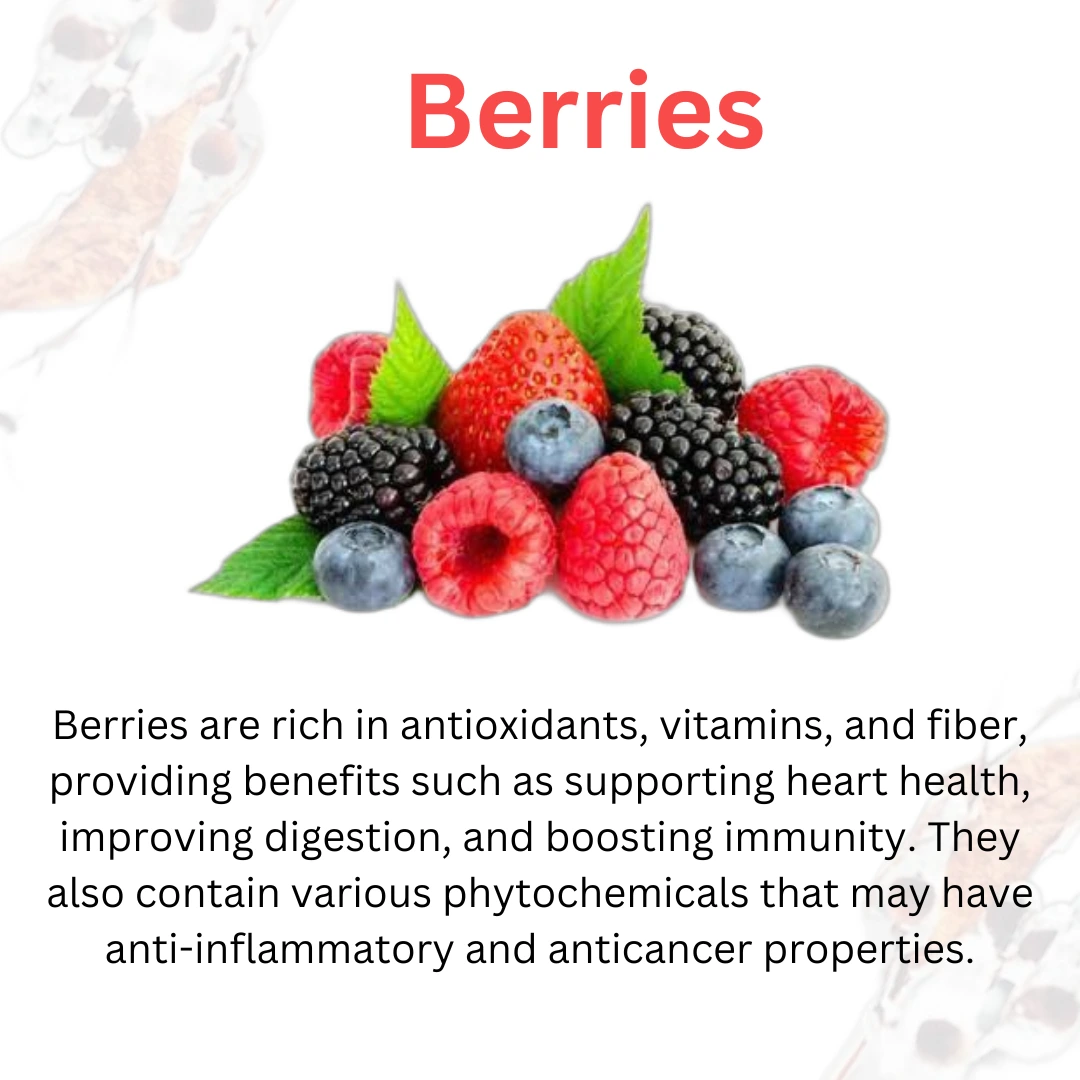 Berries
Berries are rich in antioxidants, vitamins, and fiber,
providing benefits such as supporting heart health,
improving digestion, and boosting immunity. They
also contain various phytochemicals that may have
anti-inflammatory and anticancer properties.